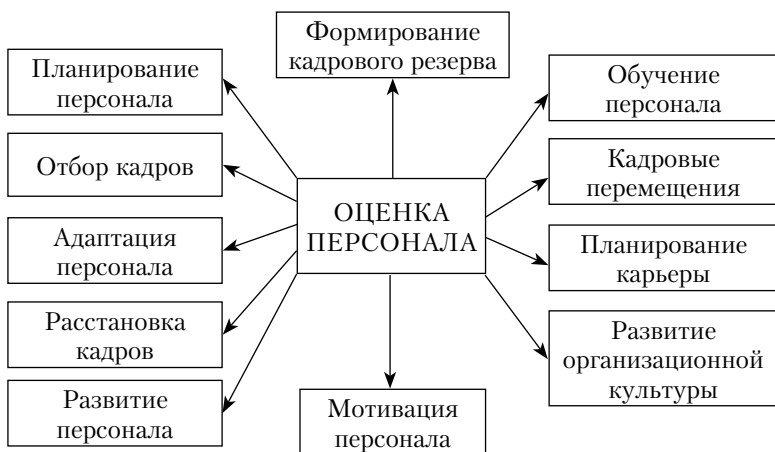 Формирование
кадрового резерва
Планирование
персонала
Отбор кадров
Адаптация
персонала
Расстановка
кадров
Развитие
персонала
ОЦЕНКА
ПЕРСОНАЛА
Мотивация
персонала
Обучение
персонала
Кадровые
перемещения
Планирование
карьеры
Развитие
организационной
культуры